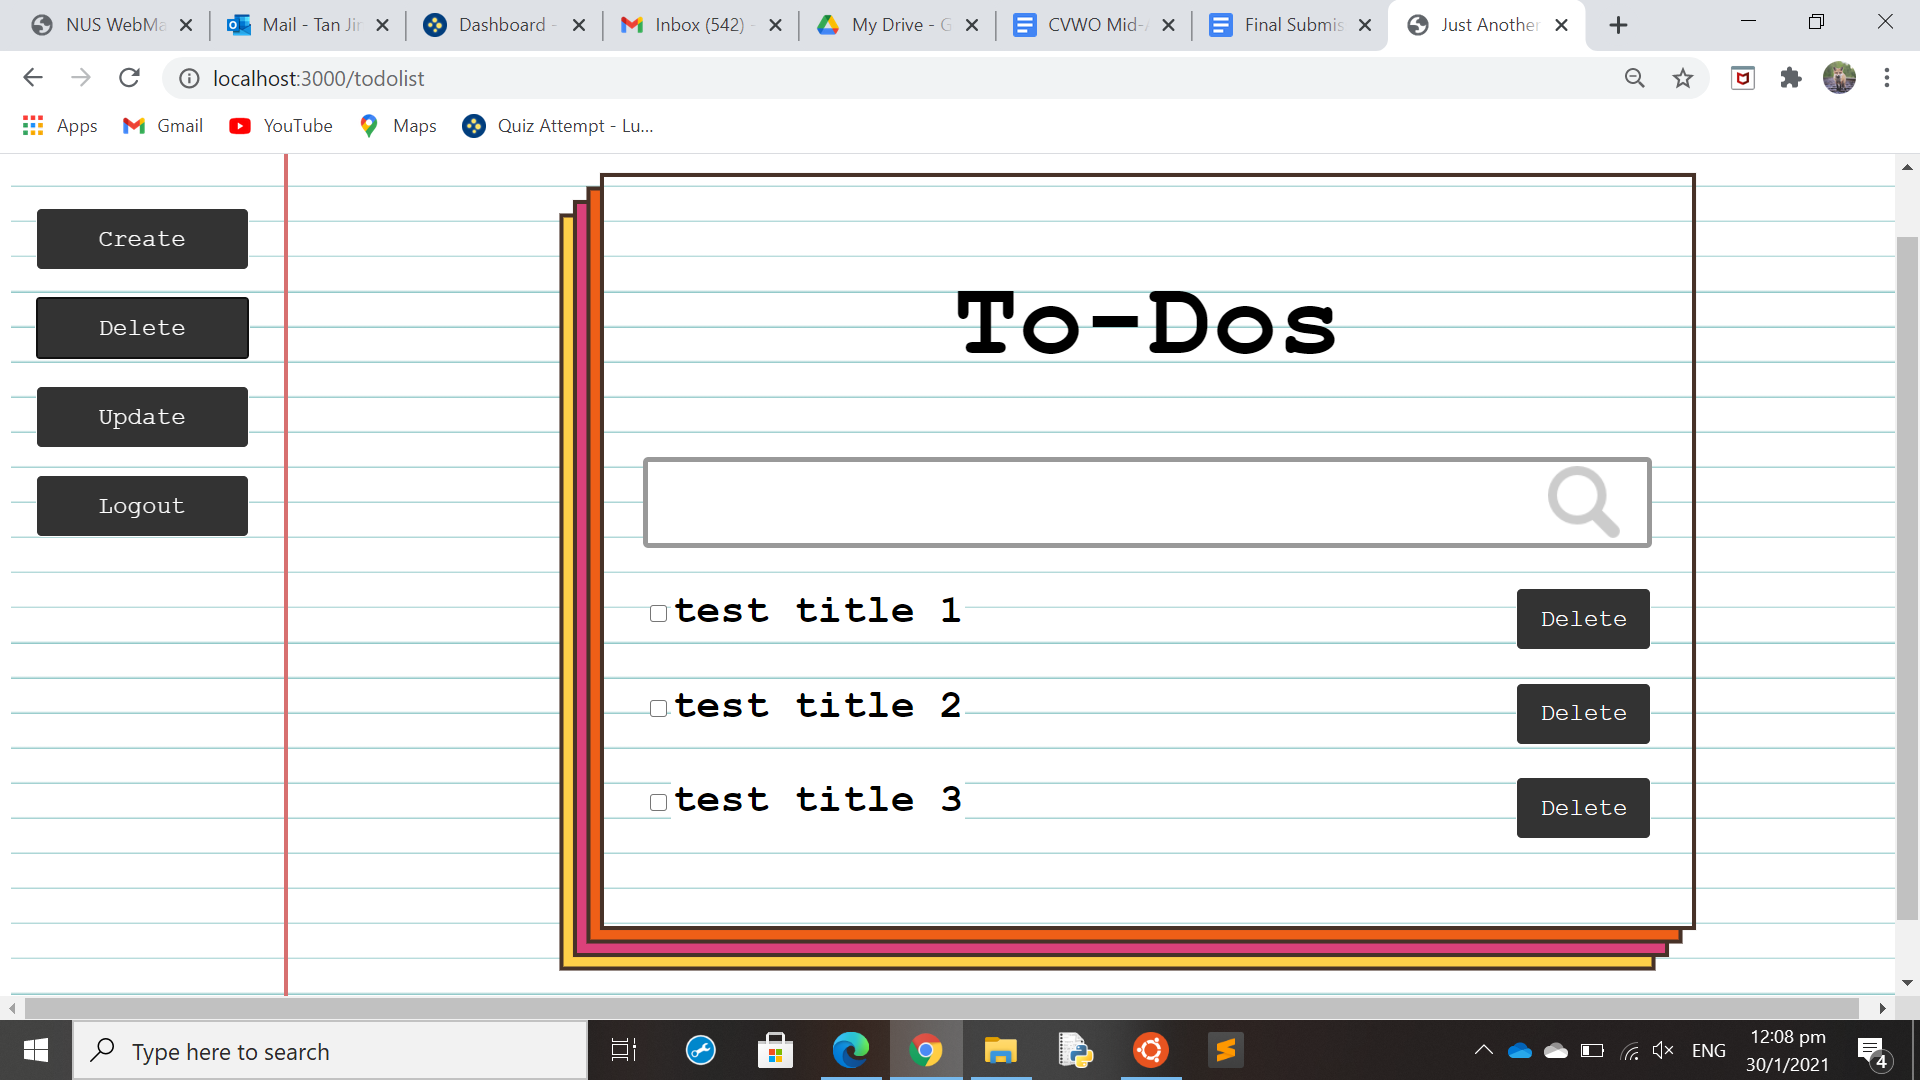 NUS WebMa
Mail - Tan Jin
Dashboard -
Inbox (542) -
My Drive - G
CVWO Mid-
Final Submis
Just Another
localhost:3000/todolist
Apps
Gmail
YouTube
Maps
Quiz Attempt - Lu...
Create
Delete
Update
Logout
To-Dos
test title 1
Delete
test title 2
Delete
test title 3
Delete
Type here to search
ENG
12:08 pm
30/1/2021
4